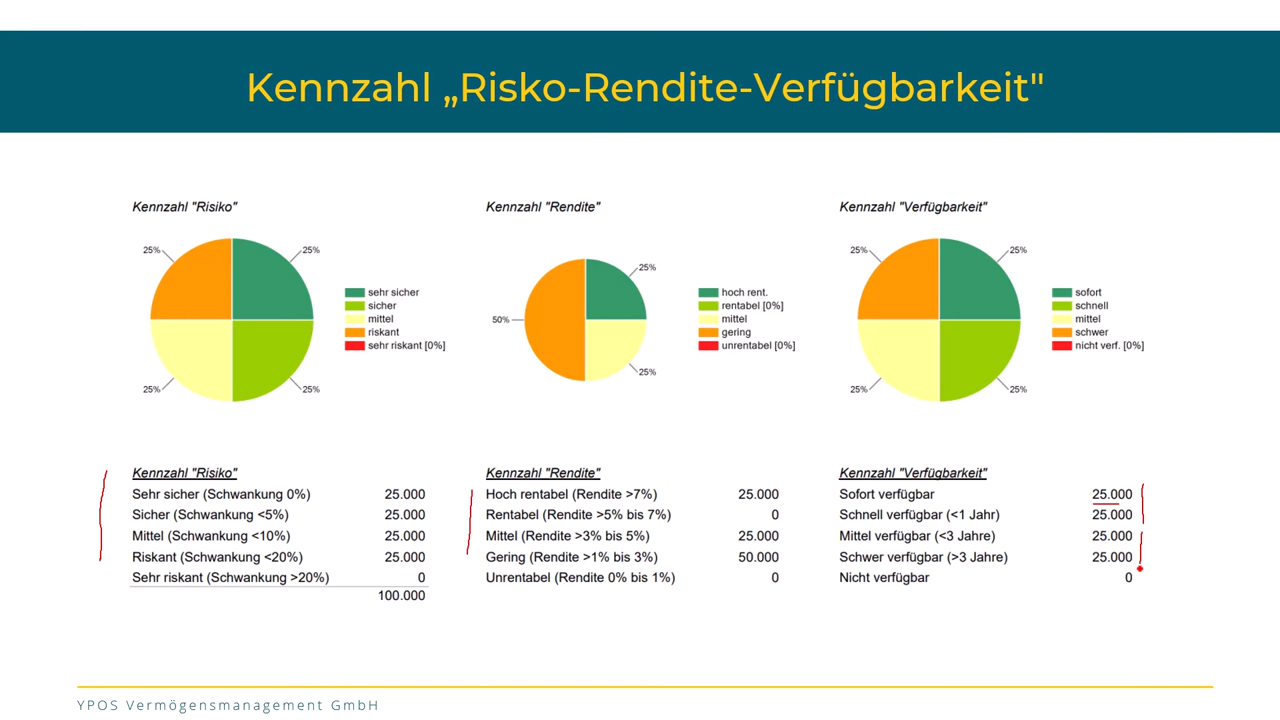 Kennzahl „Risko-Rendite-Verfügbarkeit"
Kennzahl "Risiko"
25%
25%
25%
25%
sehr sicher
sicher
mittel
riskant
sehr riskant [0%]
Kennzahl "Rendite"
25%
50%
25%
hoch rent.
rentabel [0%]
mittel
gering
unrentabel [0%]
Kennzahl "Verfügbarkeit"
25%
25%
25%
25%
sofort
schnell
mittel
schwer
nicht verf. [0%]
Kennzahl "Risiko"
Sehr sicher (Schwankung 0%) 25.000
Sicher (Schwankung <5%) 25.000
Mittel (Schwankung <10%) 25.000
Riskant (Schwankung <20%) 25.000
Sehr riskant (Schwankung >20%) 0
100.000
Kennzahl "Rendite"
Hoch rentabel (Rendite >7%) 25.000
Rentabel (Rendite >5% bis 7%) 0
Mittel (Rendite >3% bis 5%) 25.000
Gering (Rendite >1% bis 3%) 50.000
Unrentabel (Rendite 0% bis 1%) 0
Kennzahl "Verfügbarkeit"
Sofort verfügbar 25.000
Schnell verfügbar (<1 Jahr) 25.000
Mittel verfügbar (<3 Jahre) 25.000
Schwer verfügbar (>3 Jahre) 25.000
Nicht verfügbar 0
YPOS Vermögensmanagement GmbH